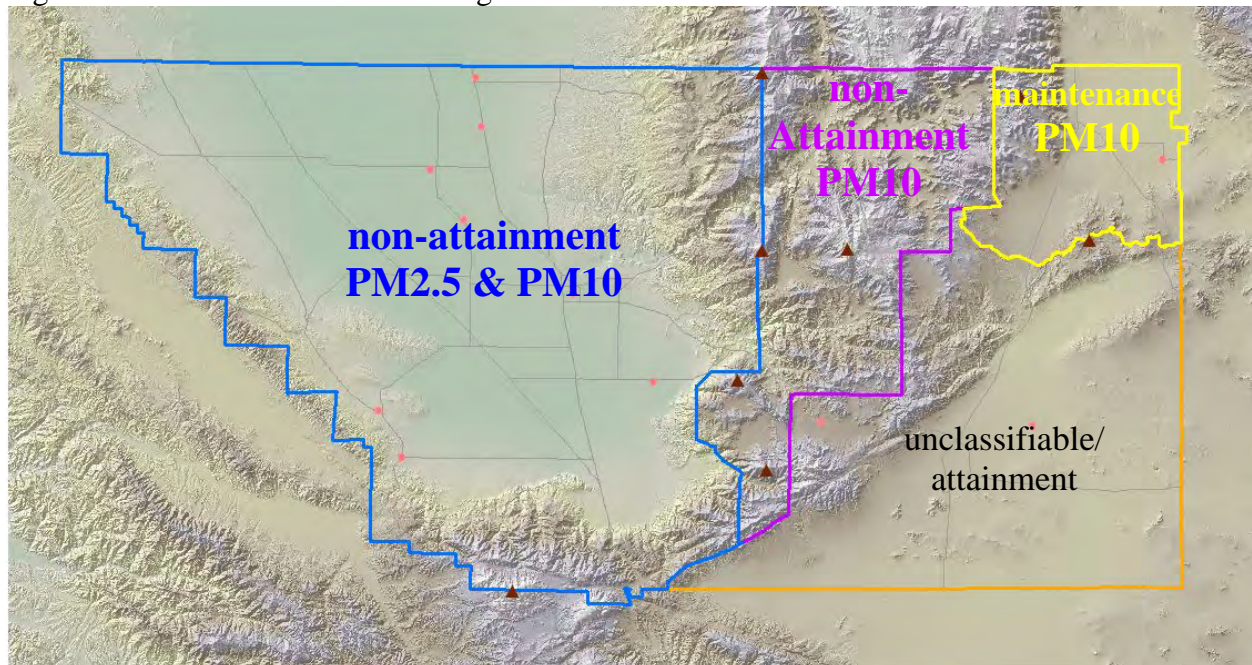 non-
Attainment
PM10
maintenance
PM10
non-attainment
PM2.5 & PM10
unclassifiable/
attainment